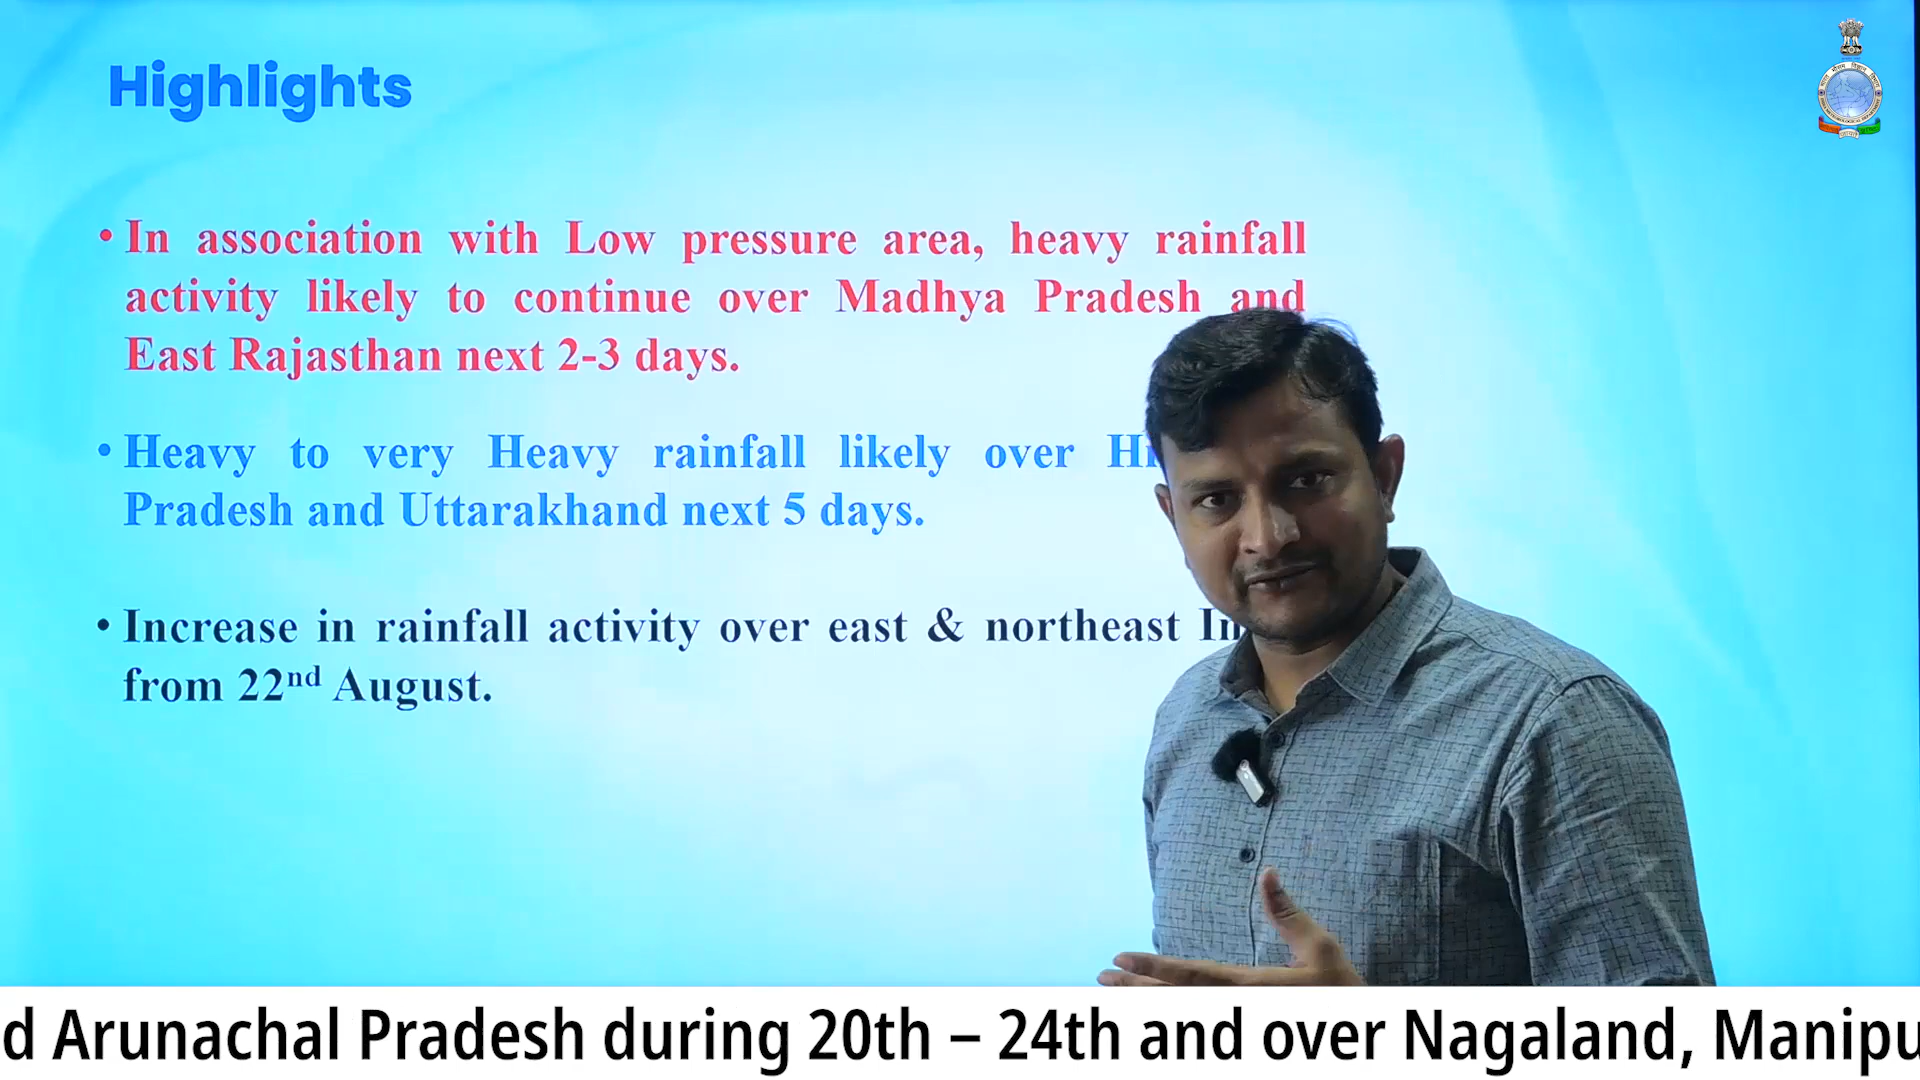 Highlights
• In association with Low pressure area, heavy rainfall
activity likely to continue over Madhya Pradesh and
East Rajasthan next 2-3 days.
• Heavy to very Heavy rainfall likely over
Pradesh and Uttarakhand next 5 days.
• Increase in rainfall activity over east & northeast
from 22nd August.
Arunachal Pradesh during 20th – 24th and over Nagaland,